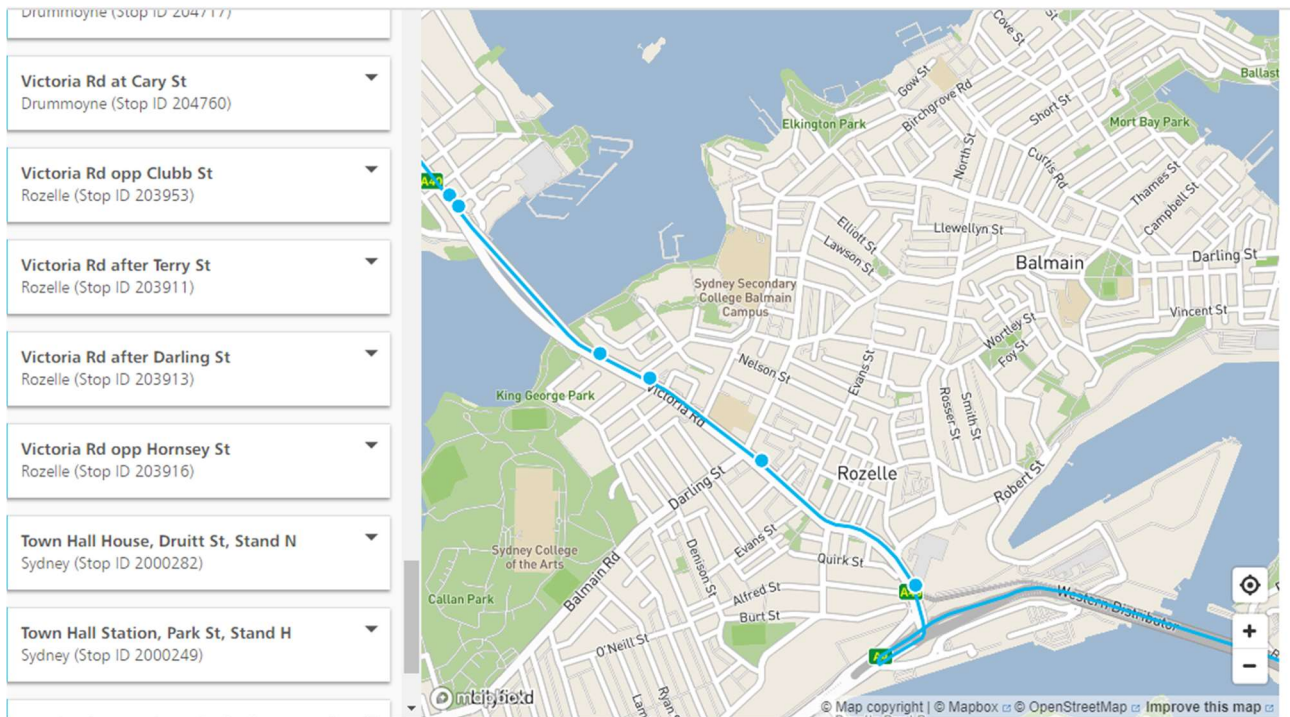 Drummoyne (Stop ID 204717)
Victoria Rd at Cary St
Drummoyne (Stop ID 204760)
Victoria Rd opp Clubb St
Rozelle (Stop ID 203953)
Victoria Rd after Terry St
Rozelle (Stop ID 203911)
Victoria Rd after Darling St
Rozelle (Stop ID 203913)
Victoria Rd opp Hornsey St
Rozelle (Stop ID 203916)
Town Hall House, Druitt St, Stand N
Sydney (Stop ID 2000282)
Town Hall Station, Park St, Stand H
Sydney (Stop ID 2000249)
Cove St
Gow St
Birchgrove Rd
Ballast
Elkington Park
Short St
Mort Bay Park
North St
Curtis Rd
Thames St
Campbell St
A40
Elliott St
Lawson St
Llewellyn St
Balmain
Darling St
Sydney Secondary
College Balmain
Campus
Vincent St
Wortley St
Foy St
Nelson St
Evans St
King George Park
Victoria Rd
Rosser St
Smith St
Darling St
Rozelle
Robert St
Evans St
Sydney College
of the Arts
Denison St
Quirk St
Balmain Rd
Alfred St
Callan Park
Burt St
Western Distributor
O'Neill St
Ryan
mapbox
Lilyfield
+
−
© Map copyright | © Mapbox © OpenStreetMap Improve this map